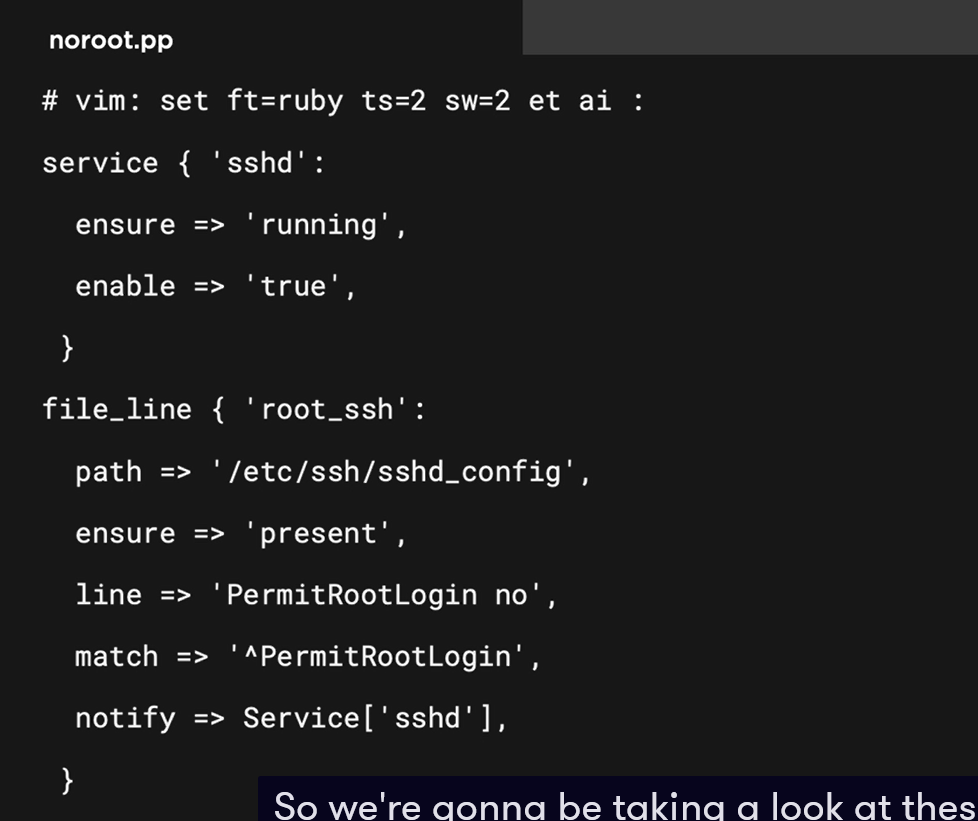 noroot.pp
# vim: set ft=ruby ts=2 sw=2 et ai :
service { 'sshd':
ensure => 'running',
enable => 'true',
}
file_line { 'root_ssh':
path => '/etc/ssh/sshd_config',
ensure => 'present',
line => 'PermitRootLogin no',
match => '^PermitRootLogin',
notify => Service['sshd'],
}
So we're gonna be taking a look at thes